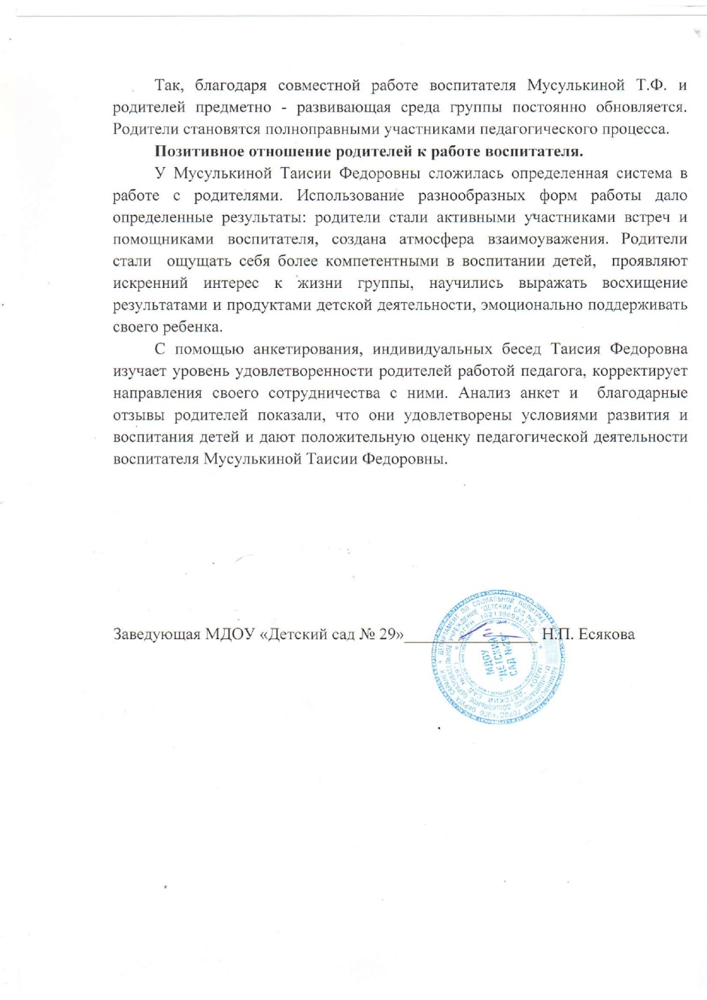 Так, благодаря совместной работе воспитателя Мусулькиной Т.Ф. и
родителей предметно - развивающая среда группы постоянно обновляется.
Родители становятся полноправными участниками педагогического процесса.
Позитивное отношение родителей к работе воспитателя.
У Мусулькиной Таисии Федоровны сложилась определенная система в
работе с родителями. Использование разнообразных форм работы дало
определенные результаты: родители стали активными участниками встреч и
помощниками воспитателя, создана атмосфера взаимоуважения. Родители
стали ощущать себя более компетентными в воспитании детей, проявляют
искренний интерес к жизни группы, научились выражать восхищение
результатами и продуктами детской деятельности, эмоционально поддерживать
своего ребенка.
С помощью анкетирования, индивидуальных бесед Таисия Федоровна
изучает уровень удовлетворенности родителей работой педагога, корректирует
направления своего сотрудничества с ними. Анализ анкет и благодарные
отзывы родителей показали, что они удовлетворены условиями развития и
воспитания детей и дают положительную оценку педагогической деятельности
воспитателя Мусулькиной Таисии Федоровны.
Заведующая МДОУ «Детский сад № 29»________________ Н.П. Есякова
МДОУ
"ДЕТСКИЙ
САД №29"